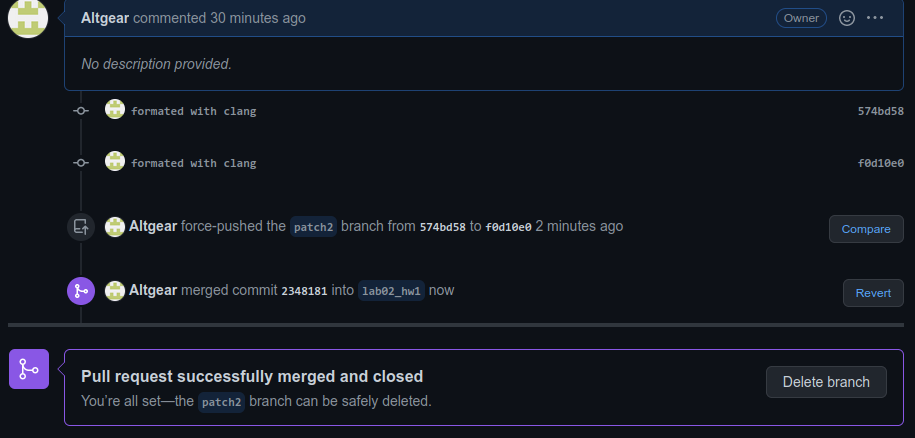 Altgear commented 30 minutes ago Owner
No description provided.
formated with clang 574bd58
formated with clang f0d10e0
Altgear force-pushed the patch2 branch from 574bd58 to f0d10e0 2 minutes ago Compare
Altgear merged commit 2348181 into lab02_hw1 now Revert
Pull request successfully merged and closed
You're all set—the patch2 branch can be safely deleted.
Delete branch